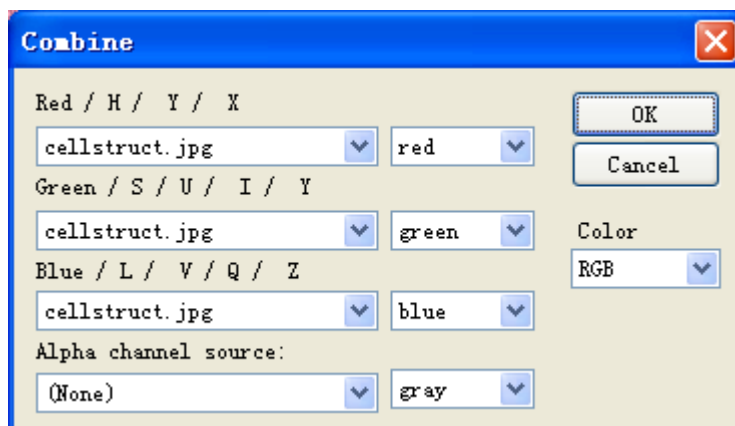 Combine
Red / H / Y / X
cellstruct.jpg red
OK
Cancel
Green / S / U / I / Y
cellstruct.jpg green
Color
Blue / L / V / Q / Z
RGB
cellstruct.jpg blue
Alpha channel source:
(None) gray